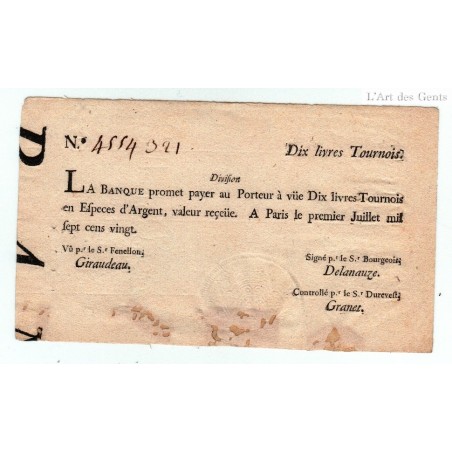 L'Art des Gents
N.º 4554321 Dix livres Tournois.
Division
LA BANQUE promet payer au Porteur à vüe Dix livres Tournois
en Especes d'Argent, valeur reçeüe. A Paris le premier Juillet mil
sept cens vingt.
Vû p.r le S.r Fenellon,
Giraudeau.
Signé p.r le S.r Bourgeois,
Delanauze.
Controllé p.r le S.r Durevest,
Granet.